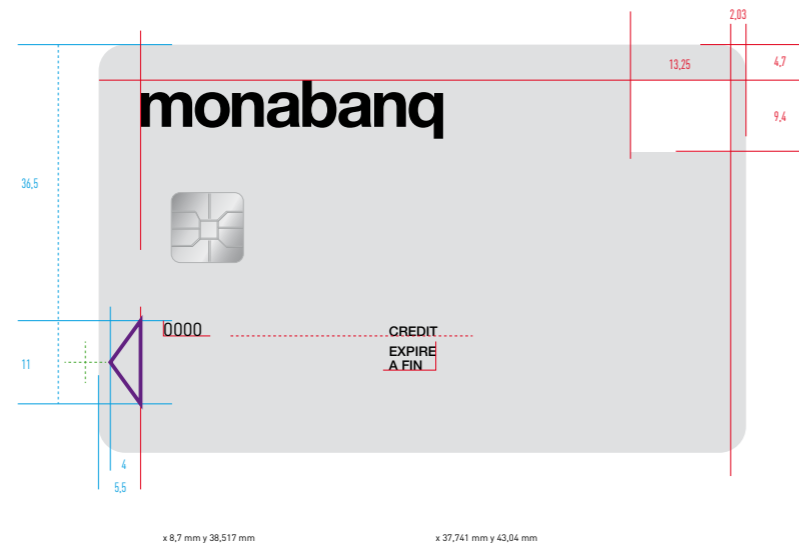 2,03
13,25
4,7
monabanq
9,4
36,5
0000
CREDIT
EXPIRE
A FIN
11
4
5,5
x 8,7 mm y 38,517 mm
x 37,741 mm y 43,04 mm